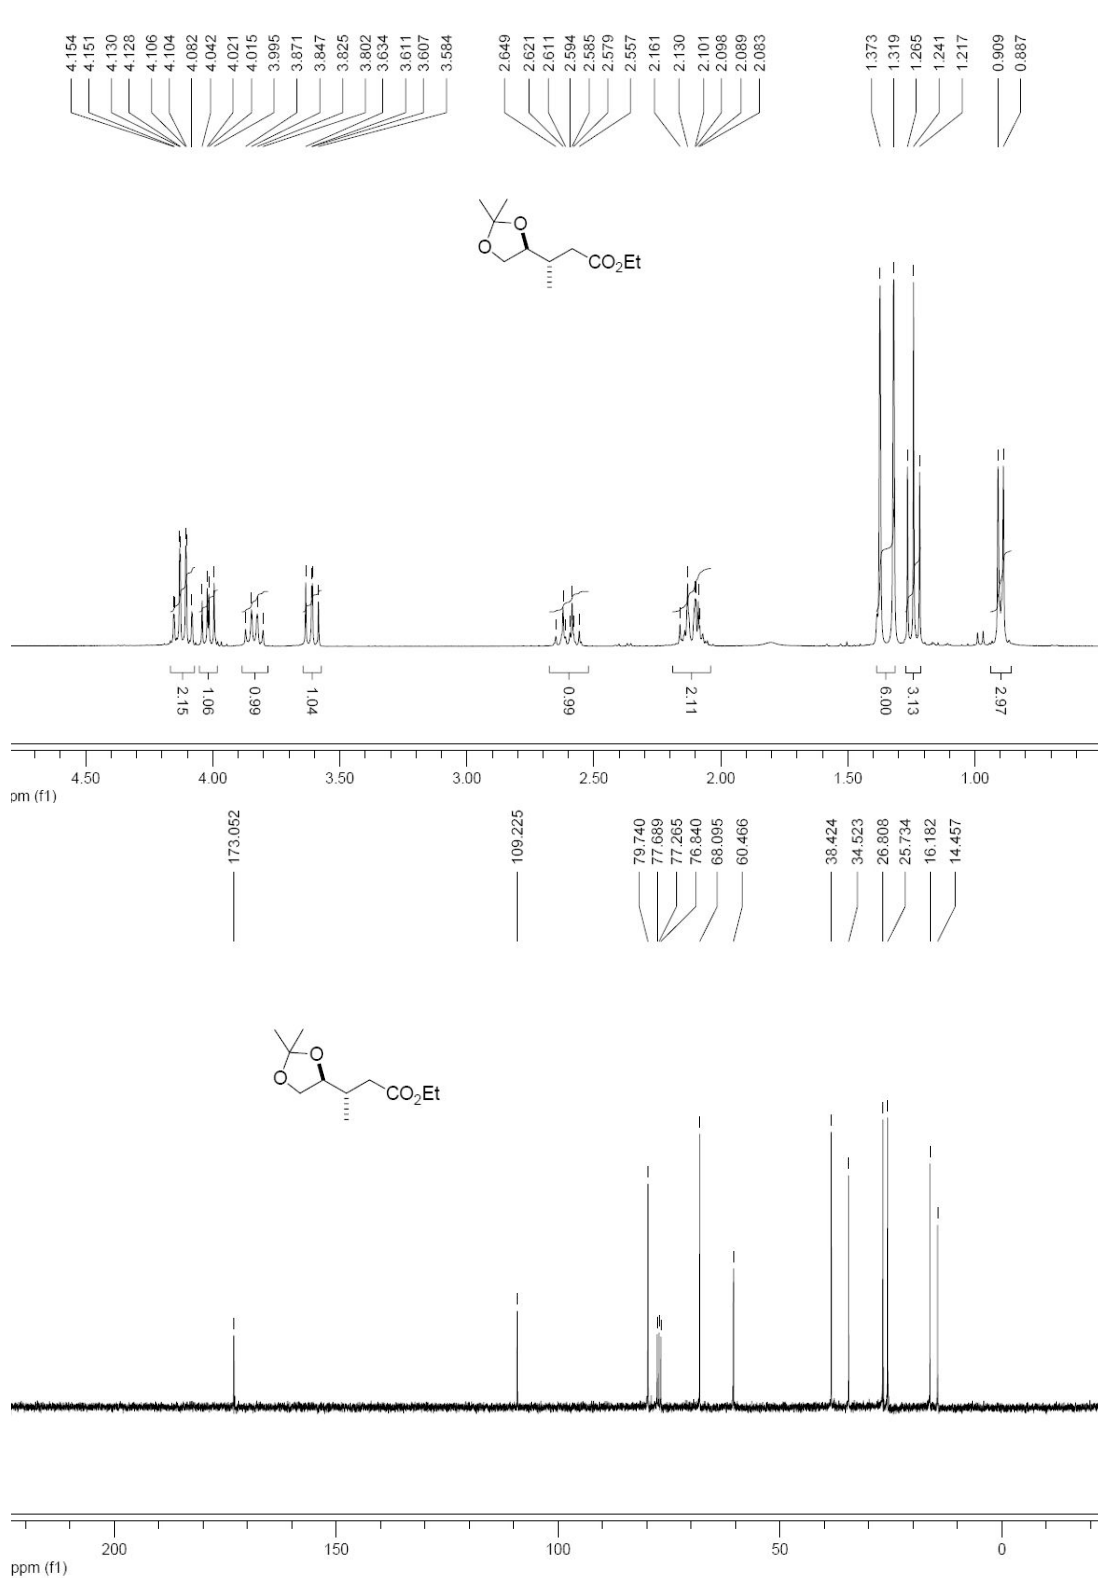 4.154 4.151 4.130 4.128 4.106 4.104 4.082 4.042 4.021 4.015 3.995 3.871 3.847 3.825 3.802 3.634 3.611 3.607 3.584 2.649 2.621 2.611 2.594 2.585 2.579 2.557 2.161 2.130 2.101 2.098 2.089 2.083 1.373 1.319 1.265 1.241 1.217 0.909 0.887
O
O
CO2Et
2.15 1.06 0.99 1.04 0.99 2.11 6.00 3.13 2.97
4.50 4.00 3.50 3.00 2.50 2.00 1.50 1.00
pm (f1)
173.052 109.225 79.740 77.689 77.265 76.840 68.095 60.466 38.424 34.523 26.808 25.734 16.182 14.457
O
O
CO2Et
200 150 100 50 0
ppm (f1)